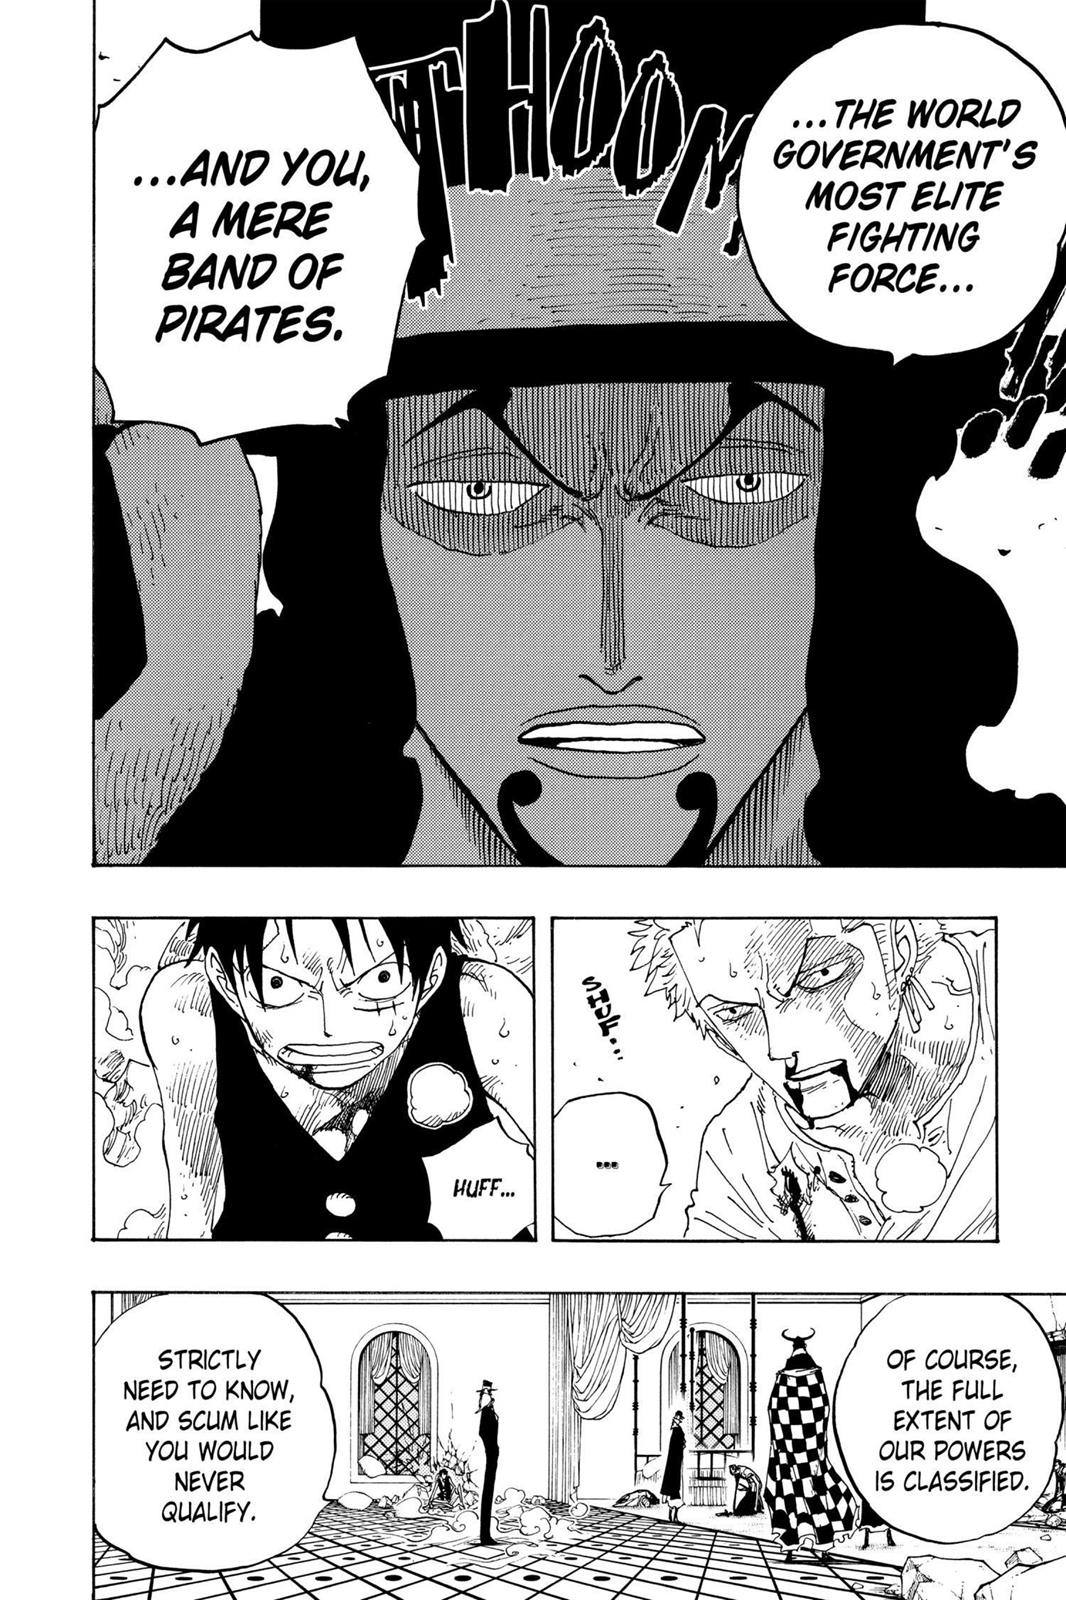 ...THE WORLD
GOVERNMENT'S
MOST ELITE
FIGHTING
FORCE...
THOOM
...AND YOU,
A MERE
BAND OF
PIRATES.
SHUF...
...
HUFF...
OF COURSE,
THE FULL
EXTENT OF
OUR POWERS
IS CLASSIFIED.
STRICTLY
NEED TO KNOW,
AND SCUM LIKE
YOU WOULD
NEVER
QUALIFY.